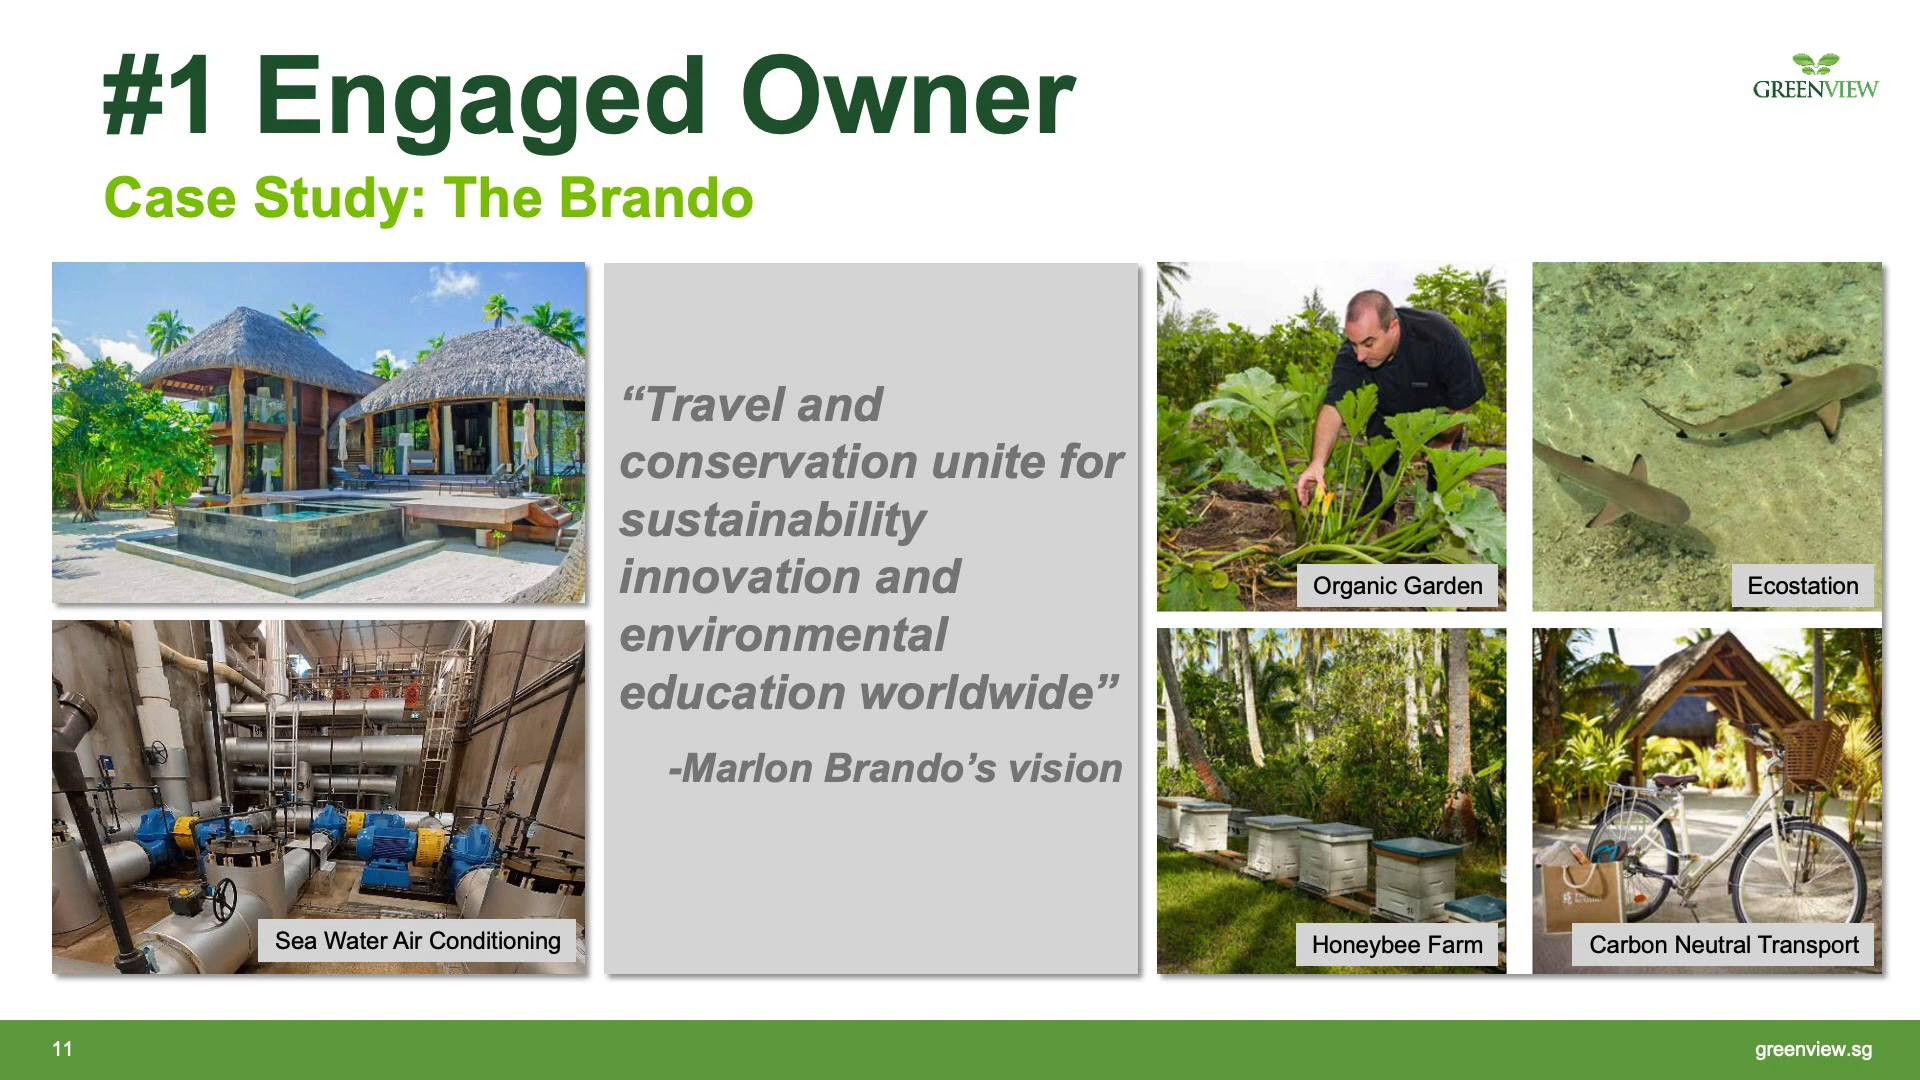 #1 Engaged Owner
GREENVIEW
Case Study: The Brando
“Travel and
conservation unite for
sustainability
innovation and
environmental
education worldwide”
-Marlon Brando’s vision
Sea Water Air Conditioning
Organic Garden
Ecostation
Honeybee Farm
Carbon Neutral Transport
11
greenview.sg